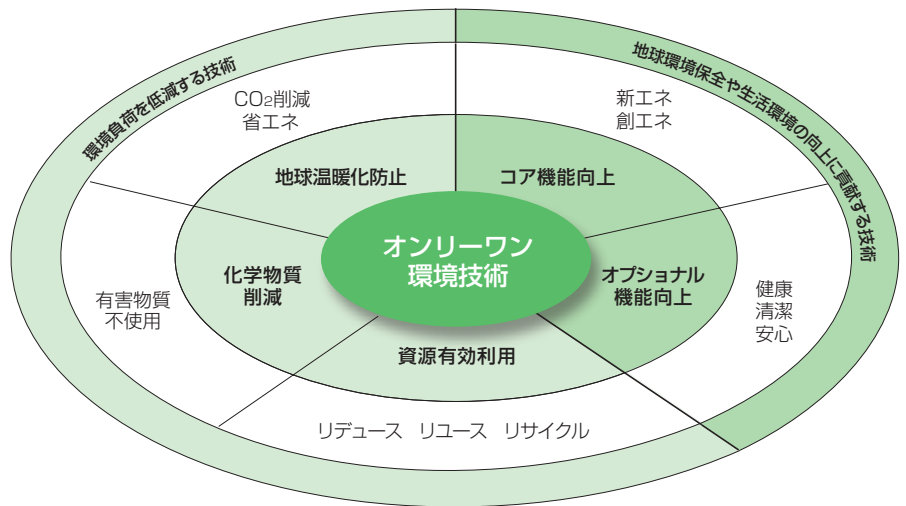 環境負荷を低減する技術
地球環境保全や生活環境の向上に貢献する技術
CO₂削減
省エネ
新エネ
創エネ
地球温暖化防止
コア機能向上
オンリーワン
環境技術
化学物質
削減
オプショナル
機能向上
有害物質
不使用
健康
清潔
安心
資源有効利用
リデュース リユース リサイクル